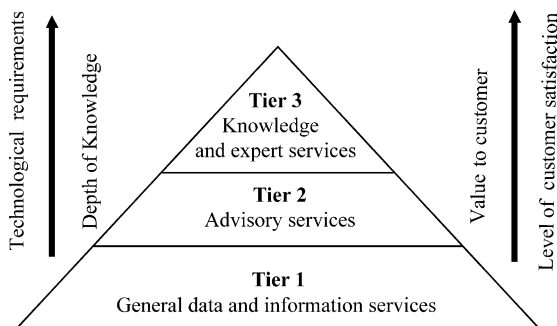 Technological requirements
Depth of Knowledge
Tier 3
Knowledge
and expert services
Tier 2
Advisory services
Tier 1
General data and information services
Value to customer
Level of customer satisfaction